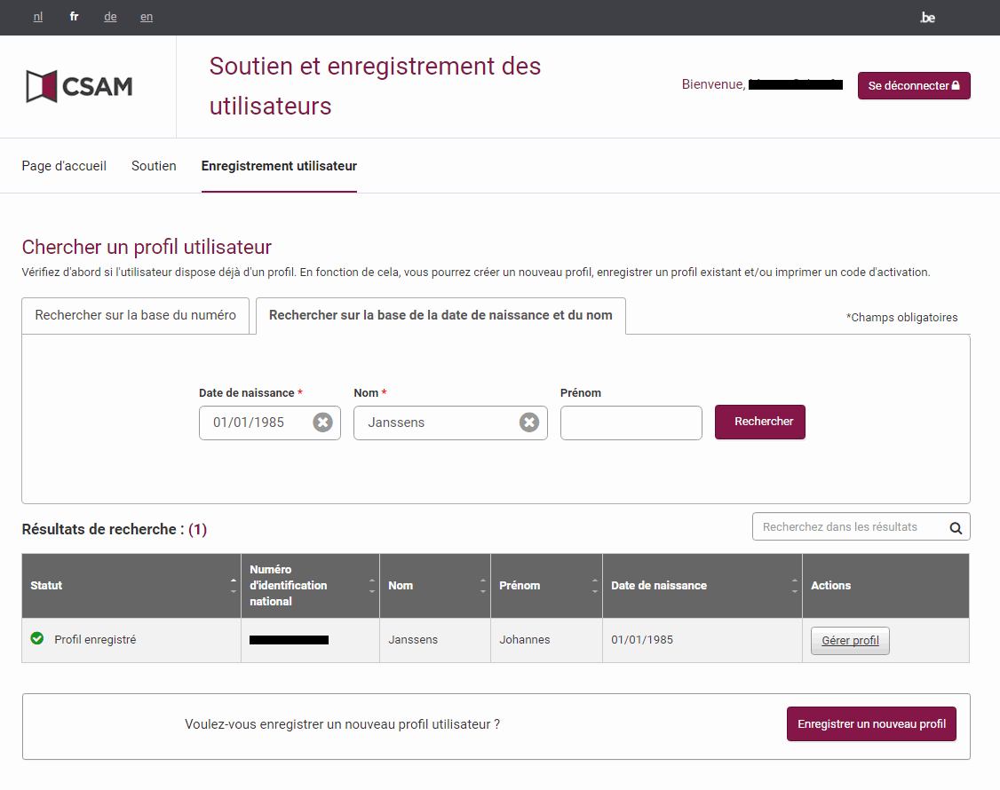 nl fr de en .be
CSAM
Soutien et enregistrement des
utilisateurs
Bienvenue,
Se déconnecter
Page d'accueil Soutien Enregistrement utilisateur
Chercher un profil utilisateur
Vérifiez d'abord si l'utilisateur dispose déjà d'un profil. En fonction de cela, vous pourrez créer un nouveau profil, enregistrer un profil existant et/ou imprimer un code d'activation.
Rechercher sur la base du numéro Rechercher sur la base de la date de naissance et du nom
*Champs obligatoires
Date de naissance * Nom * Prénom
01/01/1985 Janssens Rechercher
Résultats de recherche : (1) Recherchez dans les résultats
Statut
Numéro
d'identification
national
Nom Prénom Date de naissance Actions
Profil enregistré Janssens Johannes 01/01/1985 Gérer profil
Voulez-vous enregistrer un nouveau profil utilisateur ? Enregistrer un nouveau profil